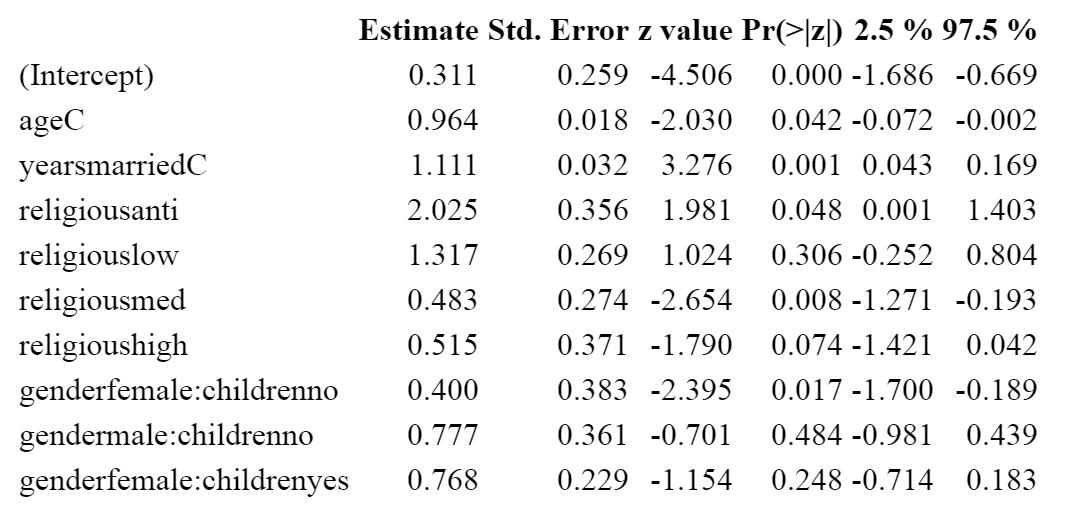 Estimate Std. Error z value Pr(>|z|) 2.5 % 97.5 %
(Intercept) 0.311 0.259 -4.506 0.000 -1.686 -0.669
ageC 0.964 0.018 -2.030 0.042 -0.072 -0.002
yearsmarriedC 1.111 0.032 3.276 0.001 0.043 0.169
religiousanti 2.025 0.356 1.981 0.048 0.001 1.403
religiouslow 1.317 0.269 1.024 0.306 -0.252 0.804
religiousmed 0.483 0.274 -2.654 0.008 -1.271 -0.193
religioushigh 0.515 0.371 -1.790 0.074 -1.421 0.042
genderfemale:childrenno 0.400 0.383 -2.395 0.017 -1.700 -0.189
gendermale:childrenno 0.777 0.361 -0.701 0.484 -0.981 0.439
genderfemale:childrenyes 0.768 0.229 -1.154 0.248 -0.714 0.183